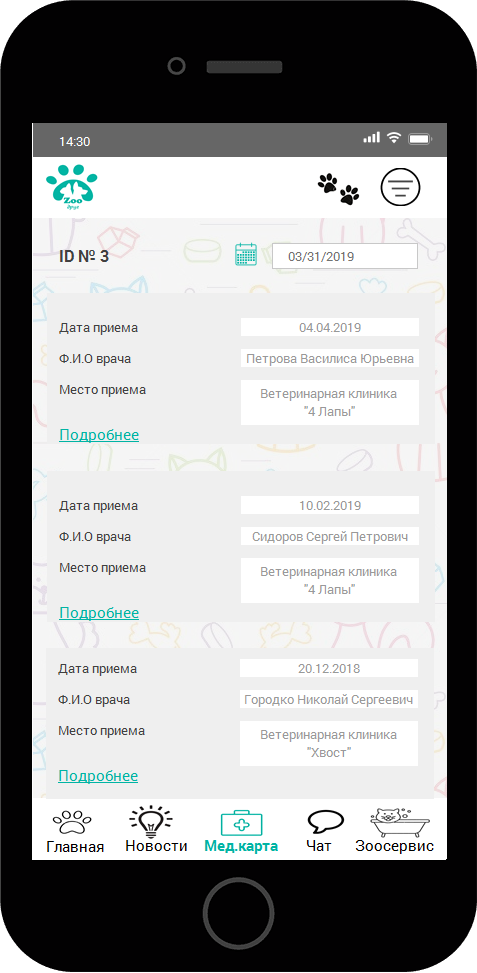 14:30
Zoo
друг
ID № 3
03/31/2019
Дата приема
04.04.2019
Ф.И.О врача
Петрова Василиса Юрьевна
Место приема
Ветеринарная клиника
"4 Лапы"
Подробнее
Дата приема
10.02.2019
Ф.И.О врача
Сидоров Сергей Петрович
Место приема
Ветеринарная клиника
"4 Лапы"
Подробнее
Дата приема
20.12.2018
Ф.И.О врача
Городко Николай Сергеевич
Место приема
Ветеринарная клиника
"Хвост"
Подробнее
Главная
Новости
Мед.карта
Чат
Зоосервис